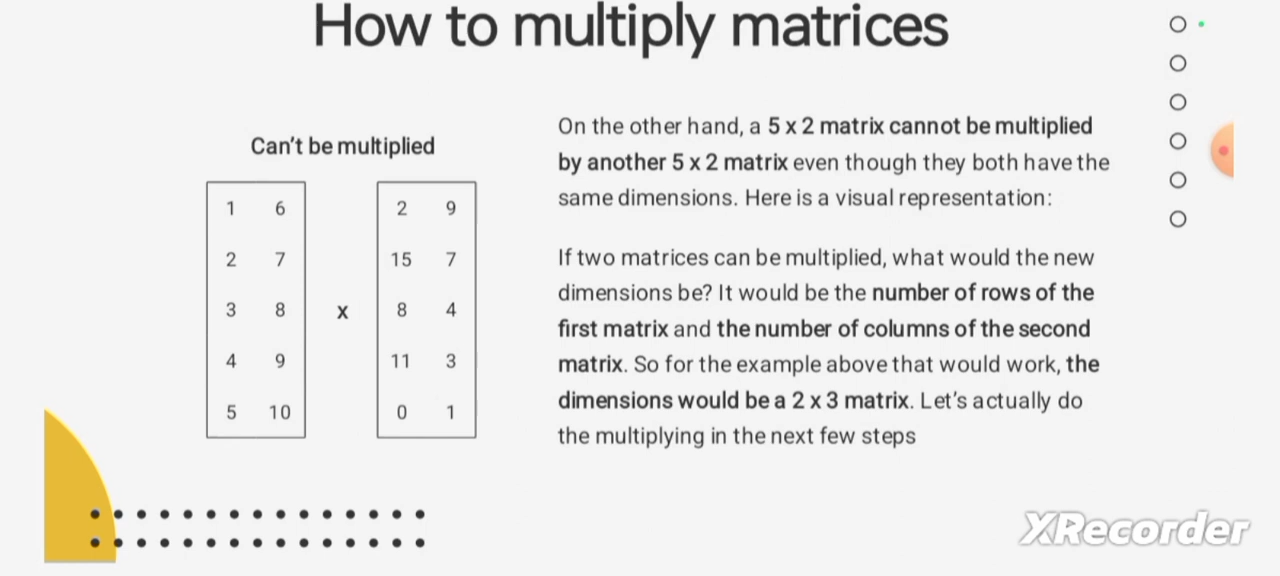 How to multiply matrices
Can't be multiplied
1 6
2 7
3 8
4 9
5 10
x
2 9
15 7
8 4
11 3
0 1
On the other hand, a 5 x 2 matrix cannot be multiplied
by another 5 x 2 matrix even though they both have the
same dimensions. Here is a visual representation:
If two matrices can be multiplied, what would the new
dimensions be? It would be the number of rows of the
first matrix and the number of columns of the second
matrix. So for the example above that would work, the
dimensions would be a 2 x 3 matrix. Let's actually do
the multiplying in the next few steps
XRecorder